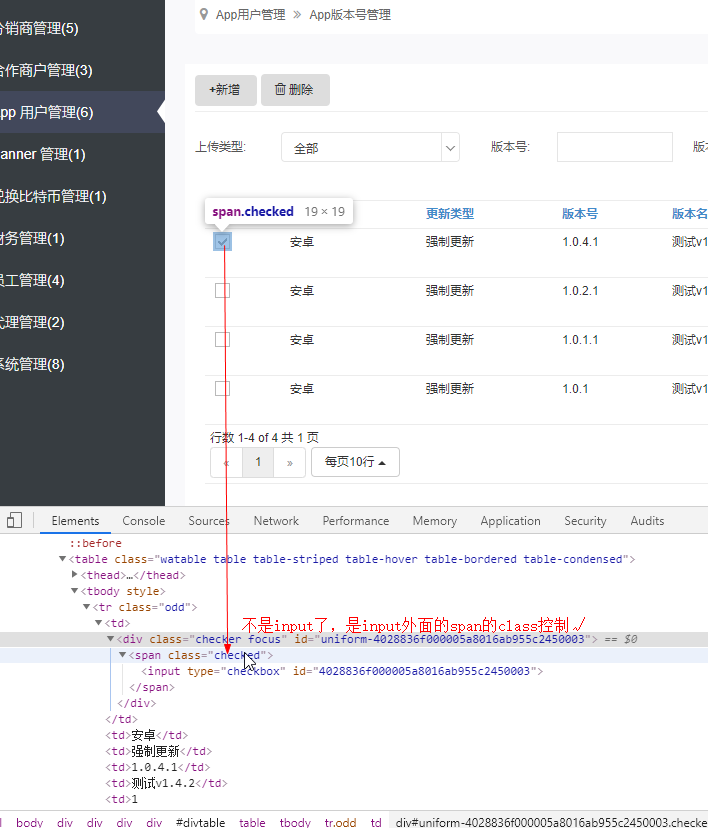 App用户管理 » App版本号管理
分销商管理(5)
合作商户管理(3)
App 用户管理(6)
anner 管理(1)
兑换比特币管理(1)
财务管理(1)
员工管理(4)
代理管理(2)
系统管理(8)
+新增 删除
上传类型: 全部 版本号:
span.checked 19 × 19
更新类型 版本号 版本名
安卓 强制更新 1.0.4.1 测试v1
安卓 强制更新 1.0.2.1 测试v1
安卓 强制更新 1.0.1.1 测试v1
安卓 强制更新 1.0.1 测试v1
行数 1-4 of 4 共 1 页
« 1 » 每页10行
Elements Console Sources Network Performance Memory Application Security Audits
::before
<table class="watable table table-striped table-hover table-bordered table-condensed">
<thead>…</thead>
<tbody style>
<tr class="odd">
<td>
不是input了，是input外面的span的class控制√
<div class="checker focus" id="uniform-4028836f000005a8016ab955c2450003"> == $0
<span class="checked">
<input type="checkbox" id="4028836f000005a8016ab955c2450003">
</span>
</div>
</td>
<td>安卓</td>
<td>强制更新</td>
<td>1.0.4.1</td>
<td>测试v1.4.2</td>
<td>1
body div div div div #divtable table tbody tr.odd td div#uniform-4028836f000005a8016ab955c2450003.checke